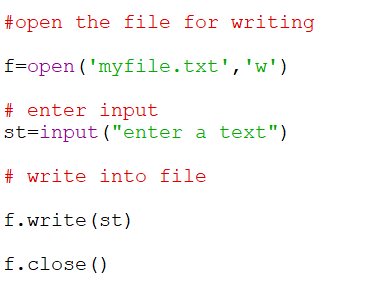 #open the file for writing
f=open('myfile.txt','w')
# enter input
st=input("enter a text")
# write into file
f.write(st)
f.close()